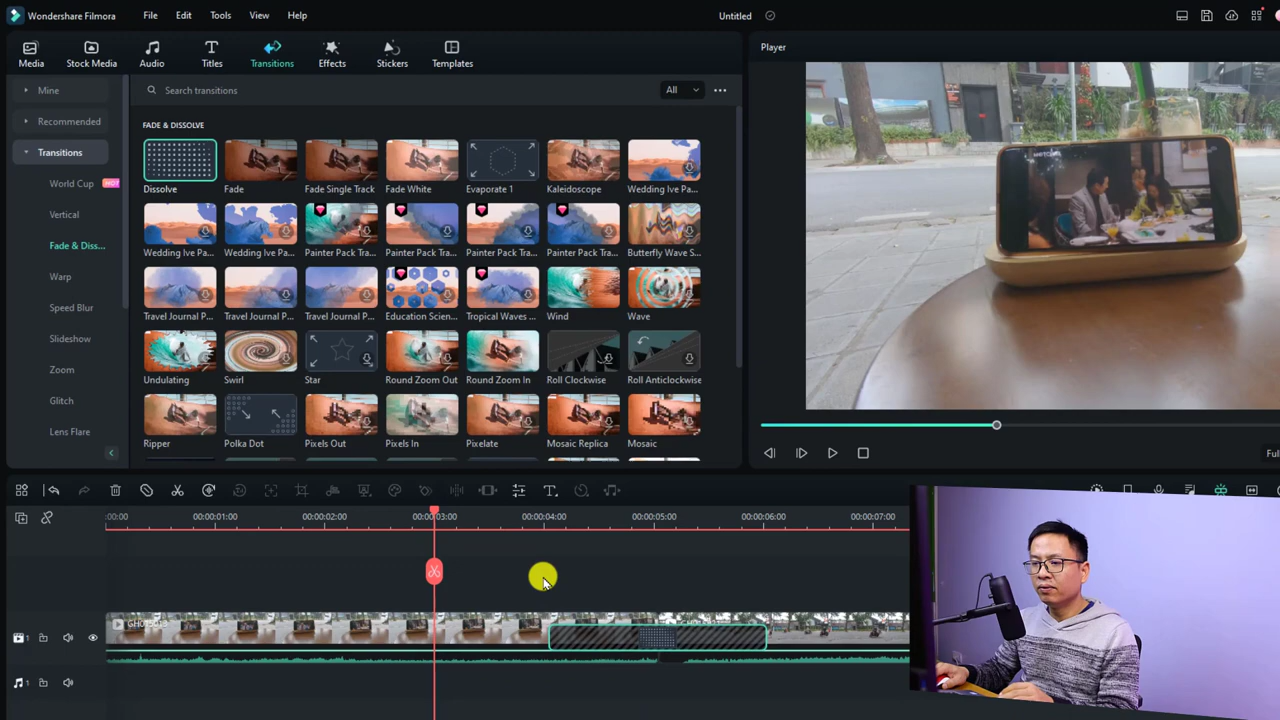 Wondershare Filmora File Edit Tools View Help Untitled
Media Stock Media Audio Titles Transitions Effects Stickers Templates
Player
Mine
Recommended
Transitions
World Cup HOT
Vertical
Fade & Diss...
Warp
Speed Blur
Slideshow
Zoom
Glitch
Lens Flare
Search transitions All
FADE & DISSOLVE
Dissolve Fade Fade Single Track Fade White Evaporate 1 Kaleidoscope Wedding Ive Pa...
Wedding Ive Pa... Wedding Ive Pa... Painter Pack Tra... Painter Pack Tra... Painter Pack Tra... Painter Pack Tra... Butterfly Wave S...
Travel Journal P... Travel Journal P... Travel Journal P... Education Scien... Tropical Waves ... Wind Wave
Undulating Swirl Star Round Zoom Out Round Zoom In Roll Clockwise Roll Anticlockwise
Ripper Polka Dot Pixels Out Pixels In Pixelate Mosaic Replica Mosaic
Ful
:00:00 00:00:01:00 00:00:02:00 00:00:03:00 00:00:04:00 00:00:05:00 00:00:06:00 00:00:07:00
1
1